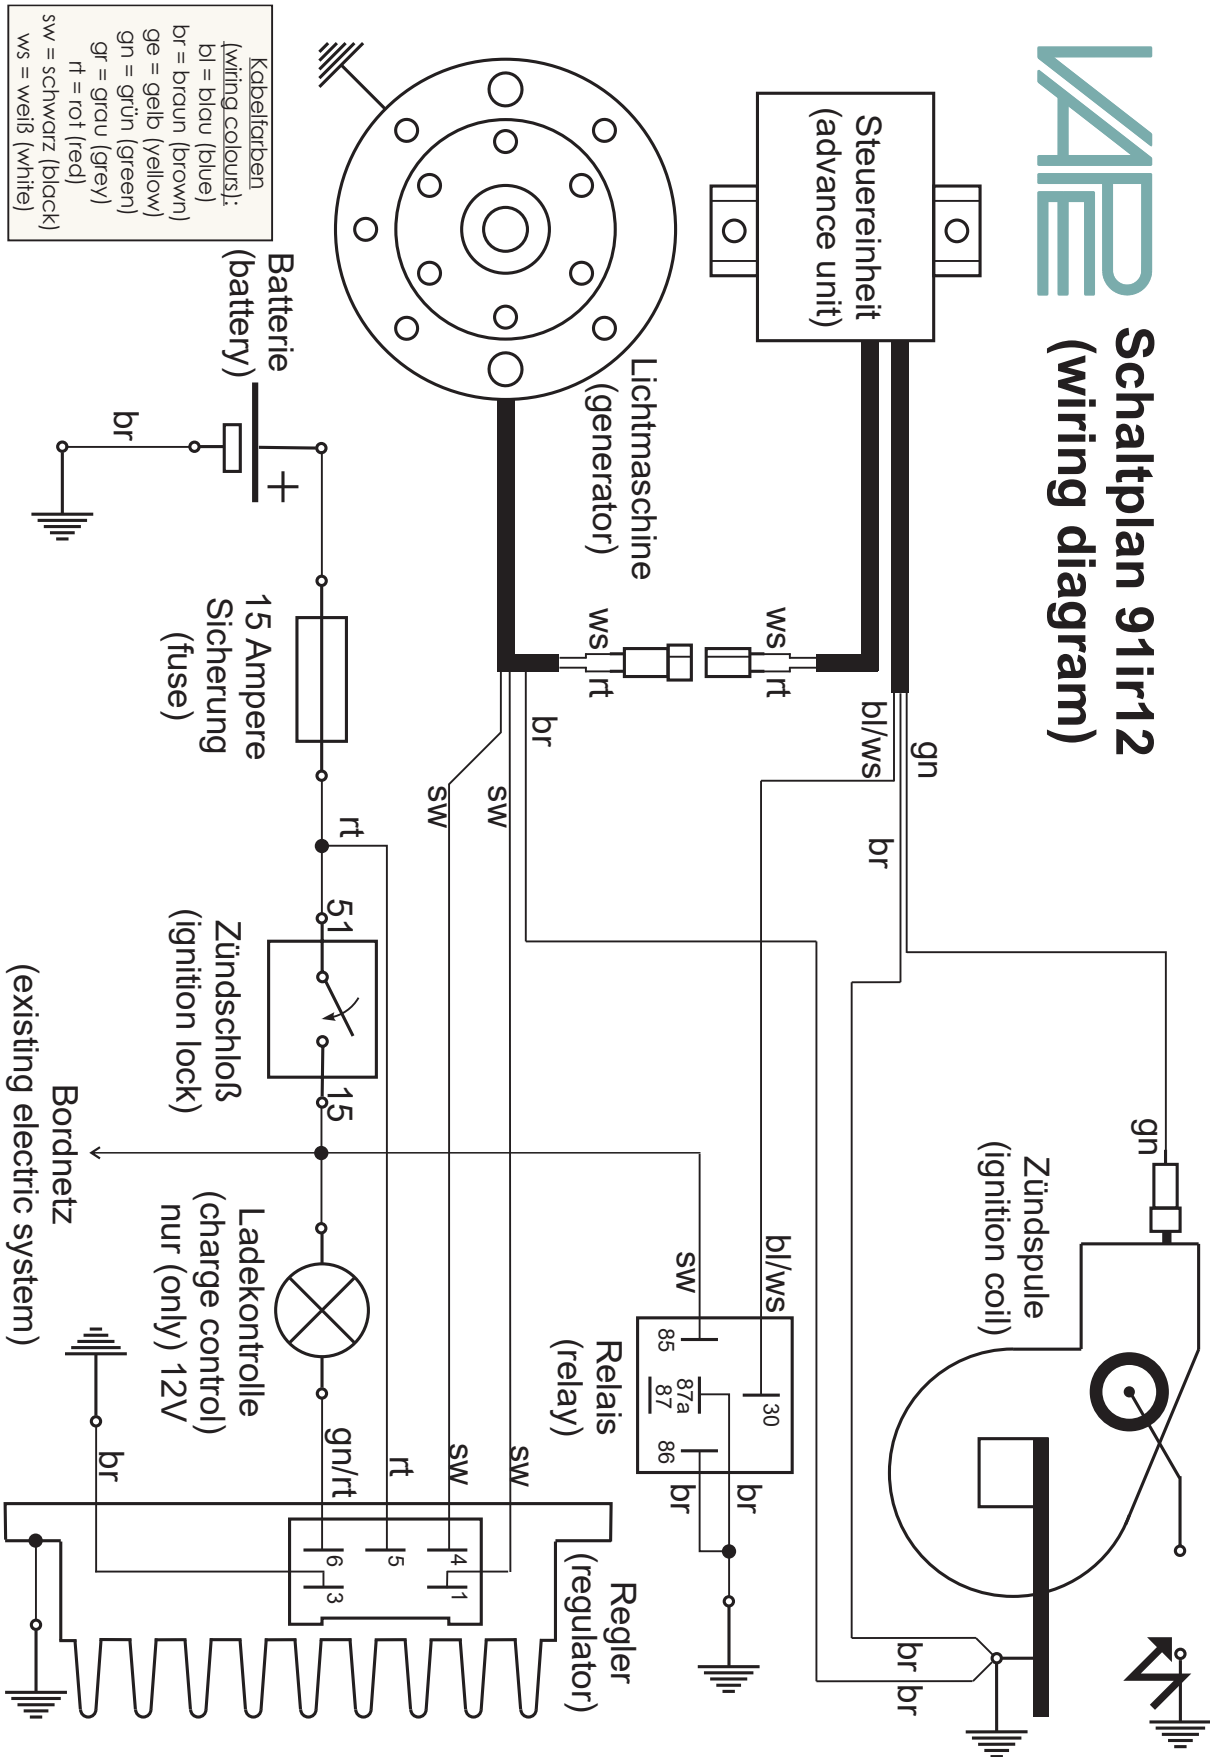 VAPE
Schaltplan 91ir12
(wiring diagram)
Steuereinheit
(advance unit)
Lichtmaschine
(generator)
ws
rt
ws
rt
bl/ws
gn
br
br
sw
sw
gn
Zündspule
(ignition coil)
br
br
bl/ws
sw
85
87a
87
86
30
br
br
Relais
(relay)
Kabelfarben
(wiring colours):
bl = blau (blue)
br = braun (brown)
ge = gelb (yellow)
gn = grün (green)
gr = grau (grey)
rt = rot (red)
sw = schwarz (black)
ws = weiß (white)
Batterie
(battery)
+
br
15 Ampere
Sicherung
(fuse)
rt
51
15
Zündschloß
(ignition lock)
Bordnetz
(existing electric system)
Ladekontrolle
(charge control)
nur (only) 12V
gn/rt
rt
sw
sw
br
6
5
4
3
1
Regler
(regulator)